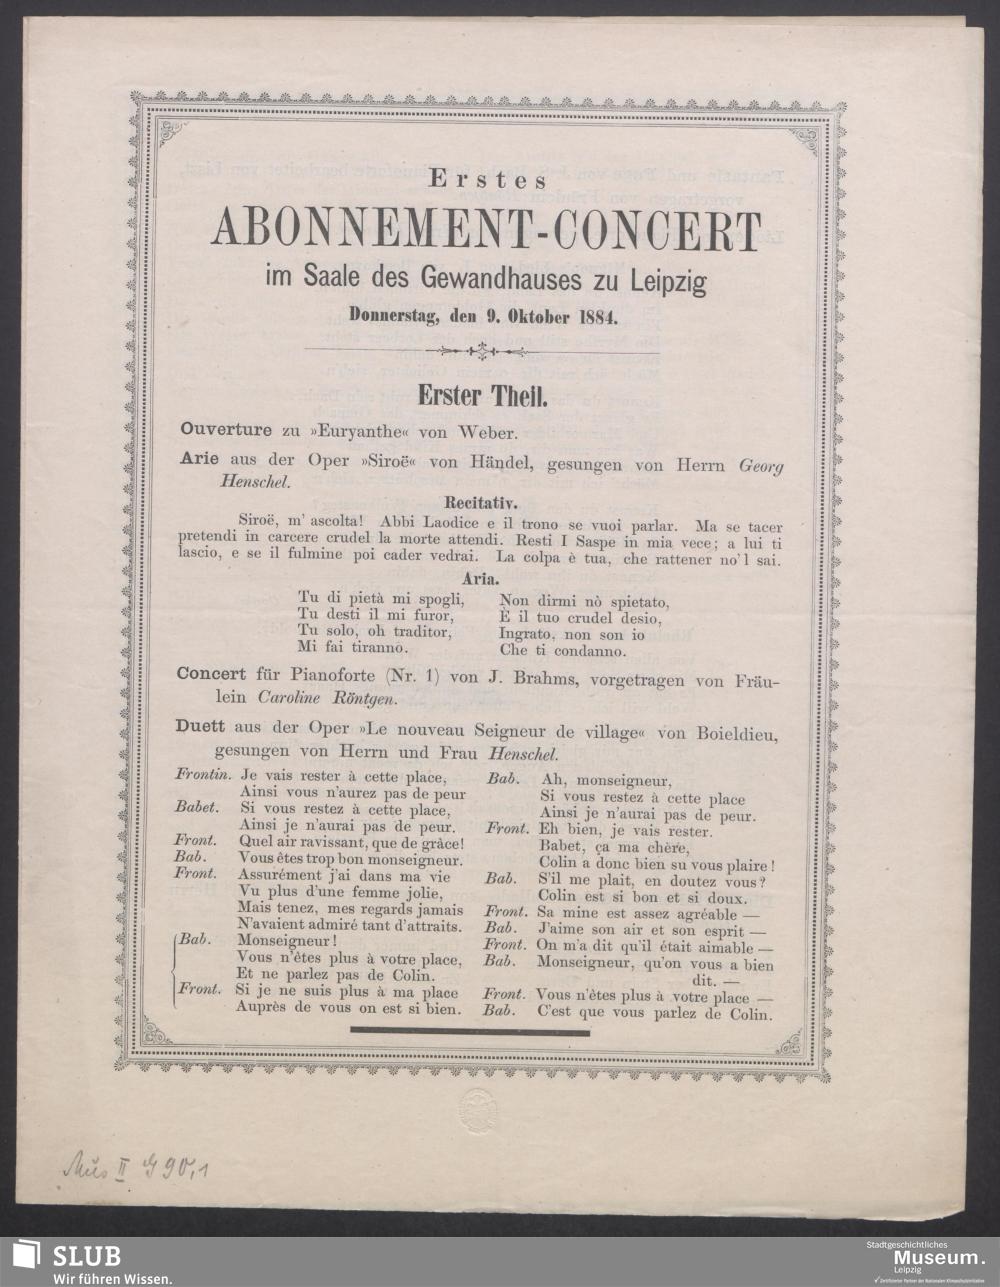 Erstes
ABONNEMENT-CONCERT
im Saale des Gewandhauses zu Leipzig
Donnerstag, den 9. Oktober 1884.
Erster Theil.
Ouverture zu »Euryanthe« von Weber.
Arie aus der Oper »Siroë« von Händel, gesungen von Herrn Georg
Henschel.
Recitativ.
Siroë, m' ascolta! Abbi Laodice e il trono se vuoi parlar. Ma se tacer
pretendi in carcere crudel la morte attendi. Resti I Saspe in mia vece; a lui ti
lascio, e se il fulmine poi cader vedrai. La colpa è tua, che rattener no'l sai.
Aria.
Tu di pietà mi spogli,
Tu desti il mi furor,
Tu solo, oh traditor,
Mi fai tiranno.
Non dirmi nò spietato,
È il tuo crudel desio,
Ingrato, non son io
Che ti condanno.
Concert für Pianoforte (Nr. 1) von J. Brahms, vorgetragen von Fräu-
lein Caroline Röntgen.
Duett aus der Oper »Le nouveau Seigneur de village« von Boieldieu,
gesungen von Herrn und Frau Henschel.
Frontin. Je vais rester à cette place,
Ainsi vous n'aurez pas de peur
Babet. Si vous restez à cette place,
Ainsi je n'aurai pas de peur.
Front. Quel air ravissant, que de grâce!
Bab. Vous êtes trop bon monseigneur.
Front. Assurément j'ai dans ma vie
Vu plus d'une femme jolie,
Mais tenez, mes regards jamais
N'avaient admiré tant d'attraits.
Bab. Monseigneur!
Vous n'êtes plus à votre place,
Et ne parlez pas de Colin.
Front. Si je ne suis plus à ma place
Auprès de vous on est si bien.
Bab. Ah, monseigneur,
Si vous restez à cette place
Ainsi je n'aurai pas de peur.
Front. Eh bien, je vais rester.
Babet, ça ma chère,
Colin a donc bien su vous plaire!
Bab. S'il me plait, en doutez vous?
Colin est si bon et si doux.
Front. Sa mine est assez agréable —
Bab. J'aime son air et son esprit —
Front. On m'a dit qu'il était aimable —
Bab. Monseigneur, qu'on vous a bien
dit. —
Front. Vous n'êtes plus à votre place —
Bab. C'est que vous parlez de Colin.
Mus II G 90,1
SLUB
Wir führen Wissen.
Stadtgeschichtliches
Museum.
Leipzig
✓ Zertifizierter Partner der Nationalen Klimaschutzinitiative